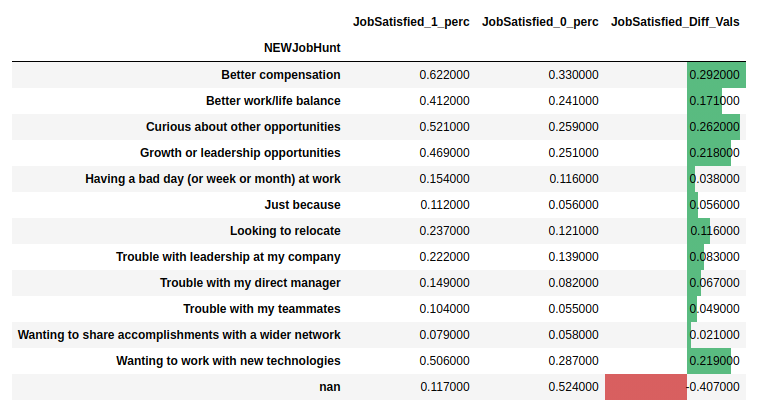 JobSatisfied_1_perc JobSatisfied_0_perc JobSatisfied_Diff_Vals
NEWJobHunt
Better compensation 0.622000 0.330000 0.292000
Better work/life balance 0.412000 0.241000 0.171000
Curious about other opportunities 0.521000 0.259000 0.262000
Growth or leadership opportunities 0.469000 0.251000 0.218000
Having a bad day (or week or month) at work 0.154000 0.116000 0.038000
Just because 0.112000 0.056000 0.056000
Looking to relocate 0.237000 0.121000 0.116000
Trouble with leadership at my company 0.222000 0.139000 0.083000
Trouble with my direct manager 0.149000 0.082000 0.067000
Trouble with my teammates 0.104000 0.055000 0.049000
Wanting to share accomplishments with a wider network 0.079000 0.058000 0.021000
Wanting to work with new technologies 0.506000 0.287000 0.219000
nan 0.117000 0.524000 -0.407000